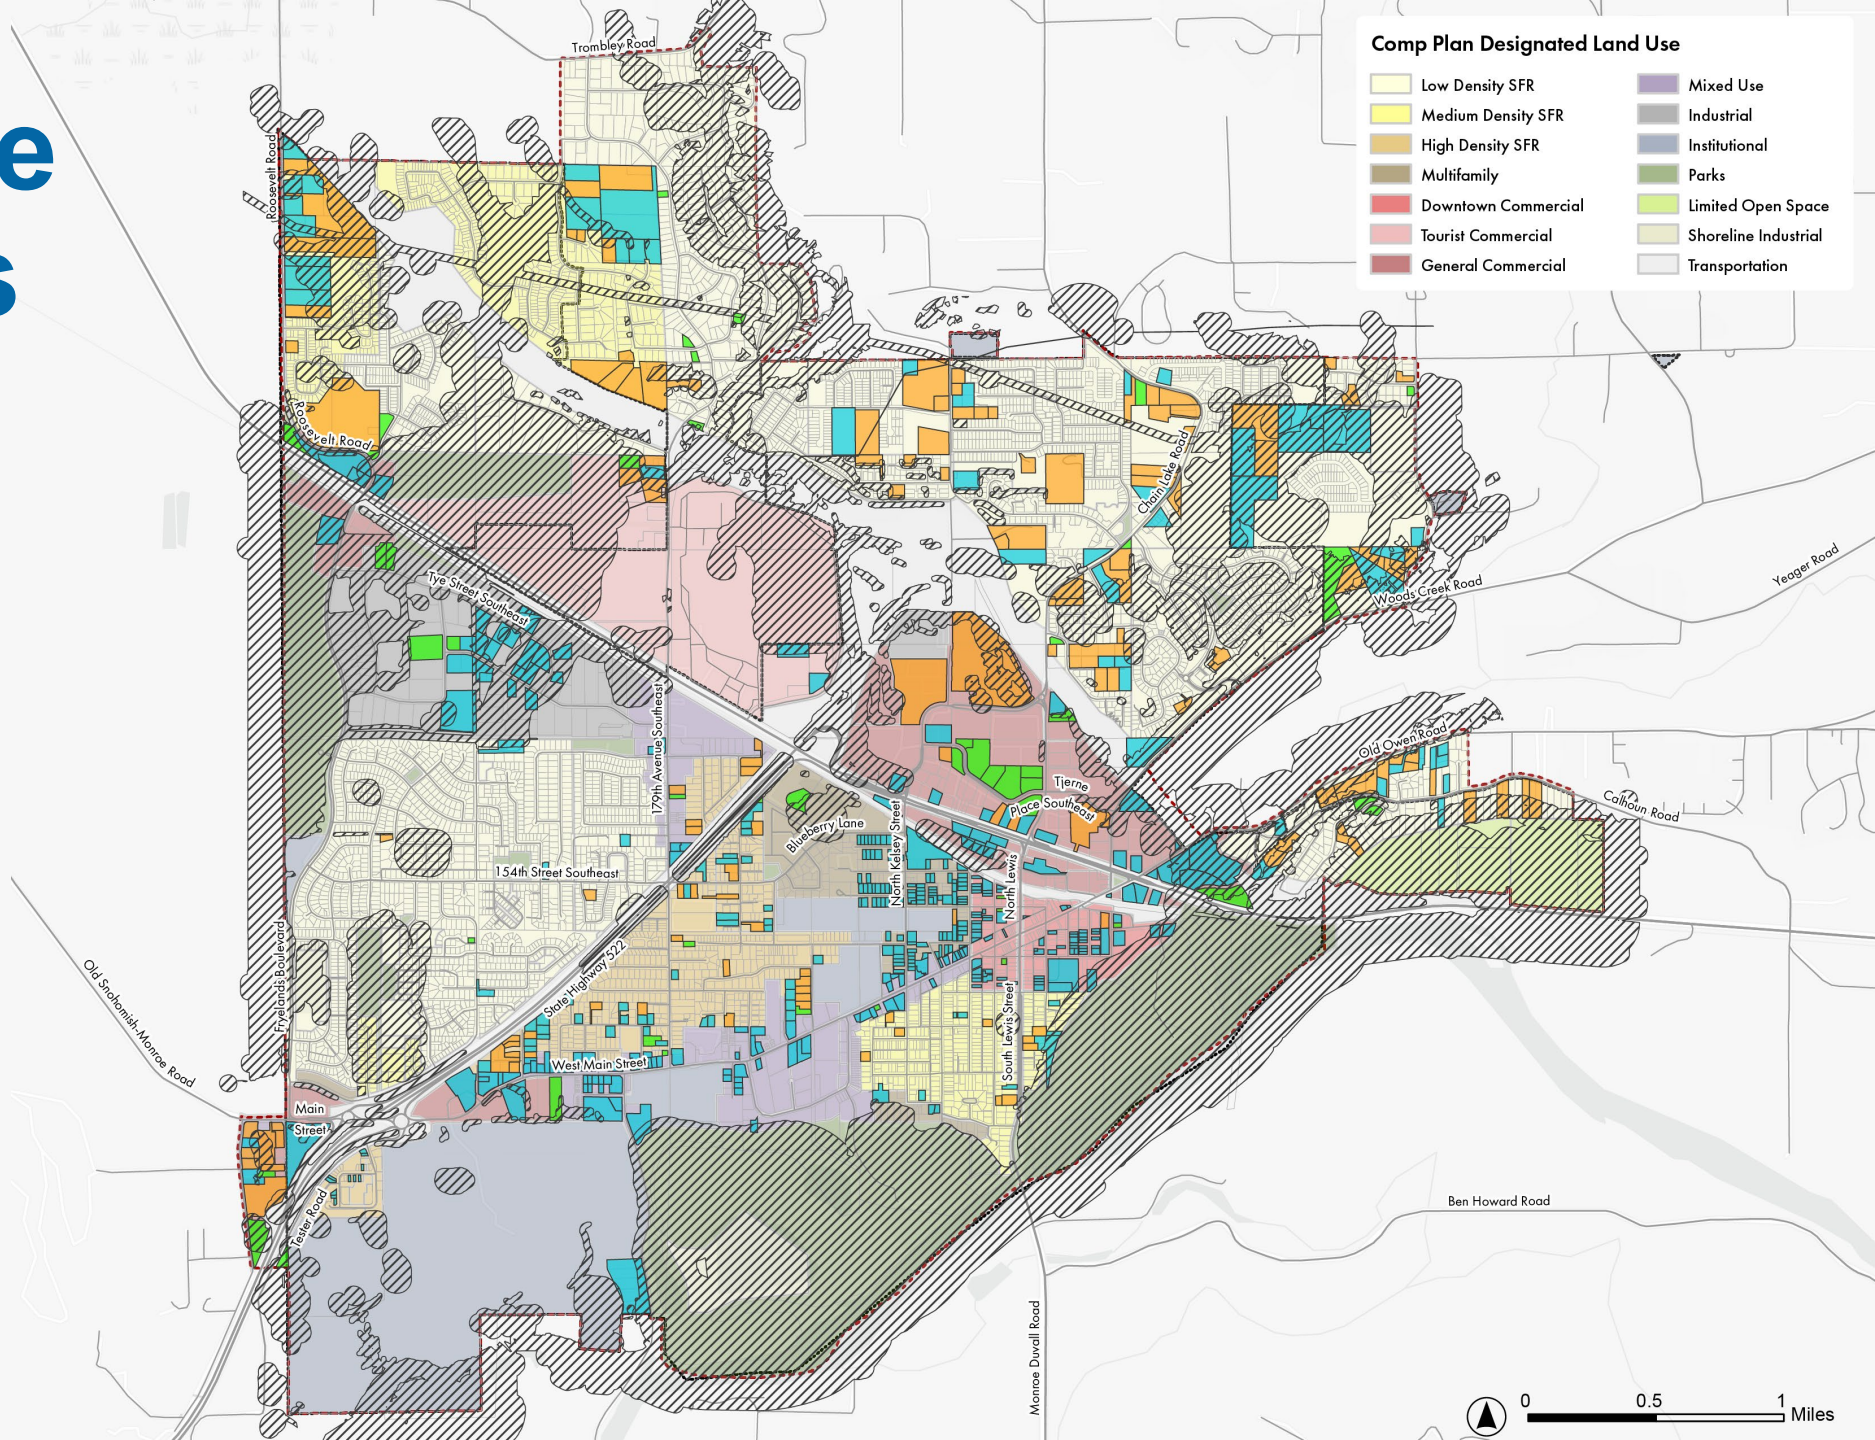 e
s
Comp Plan Designated Land Use
Low Density SFR
Medium Density SFR
High Density SFR
Multifamily
Downtown Commercial
Tourist Commercial
General Commercial
Mixed Use
Industrial
Institutional
Parks
Limited Open Space
Shoreline Industrial
Transportation
Trombley Road
Roosevelt Road
Roosevelt Road
Chain Lake Road
Woods Creek Road
Yeager Road
Tye Street Southeast
179th Avenue Southeast
Old Owen Road
Calhoun Road
Tjerne
Place Southeast
Blueberry Lane
North Kelsey Street
North Lewis
154th Street Southeast
State Highway 522
Fryelands Boulevard
Old Snohomish-Monroe Road
South Lewis Street
West Main Street
Main
Street
Tester Road
Ben Howard Road
Monroe Duvall Road
0 0.5 1
Miles